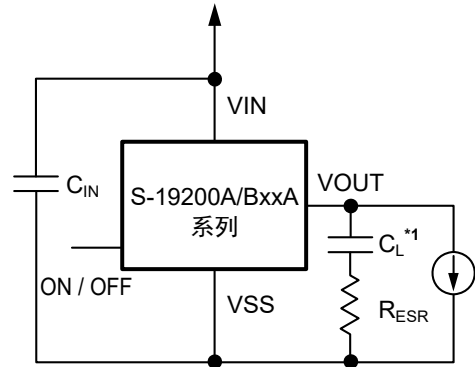 VIN
C_IN
S-19200A/BxxA
系列
VOUT
C_L*1
ON / OFF
VSS
R_ESR